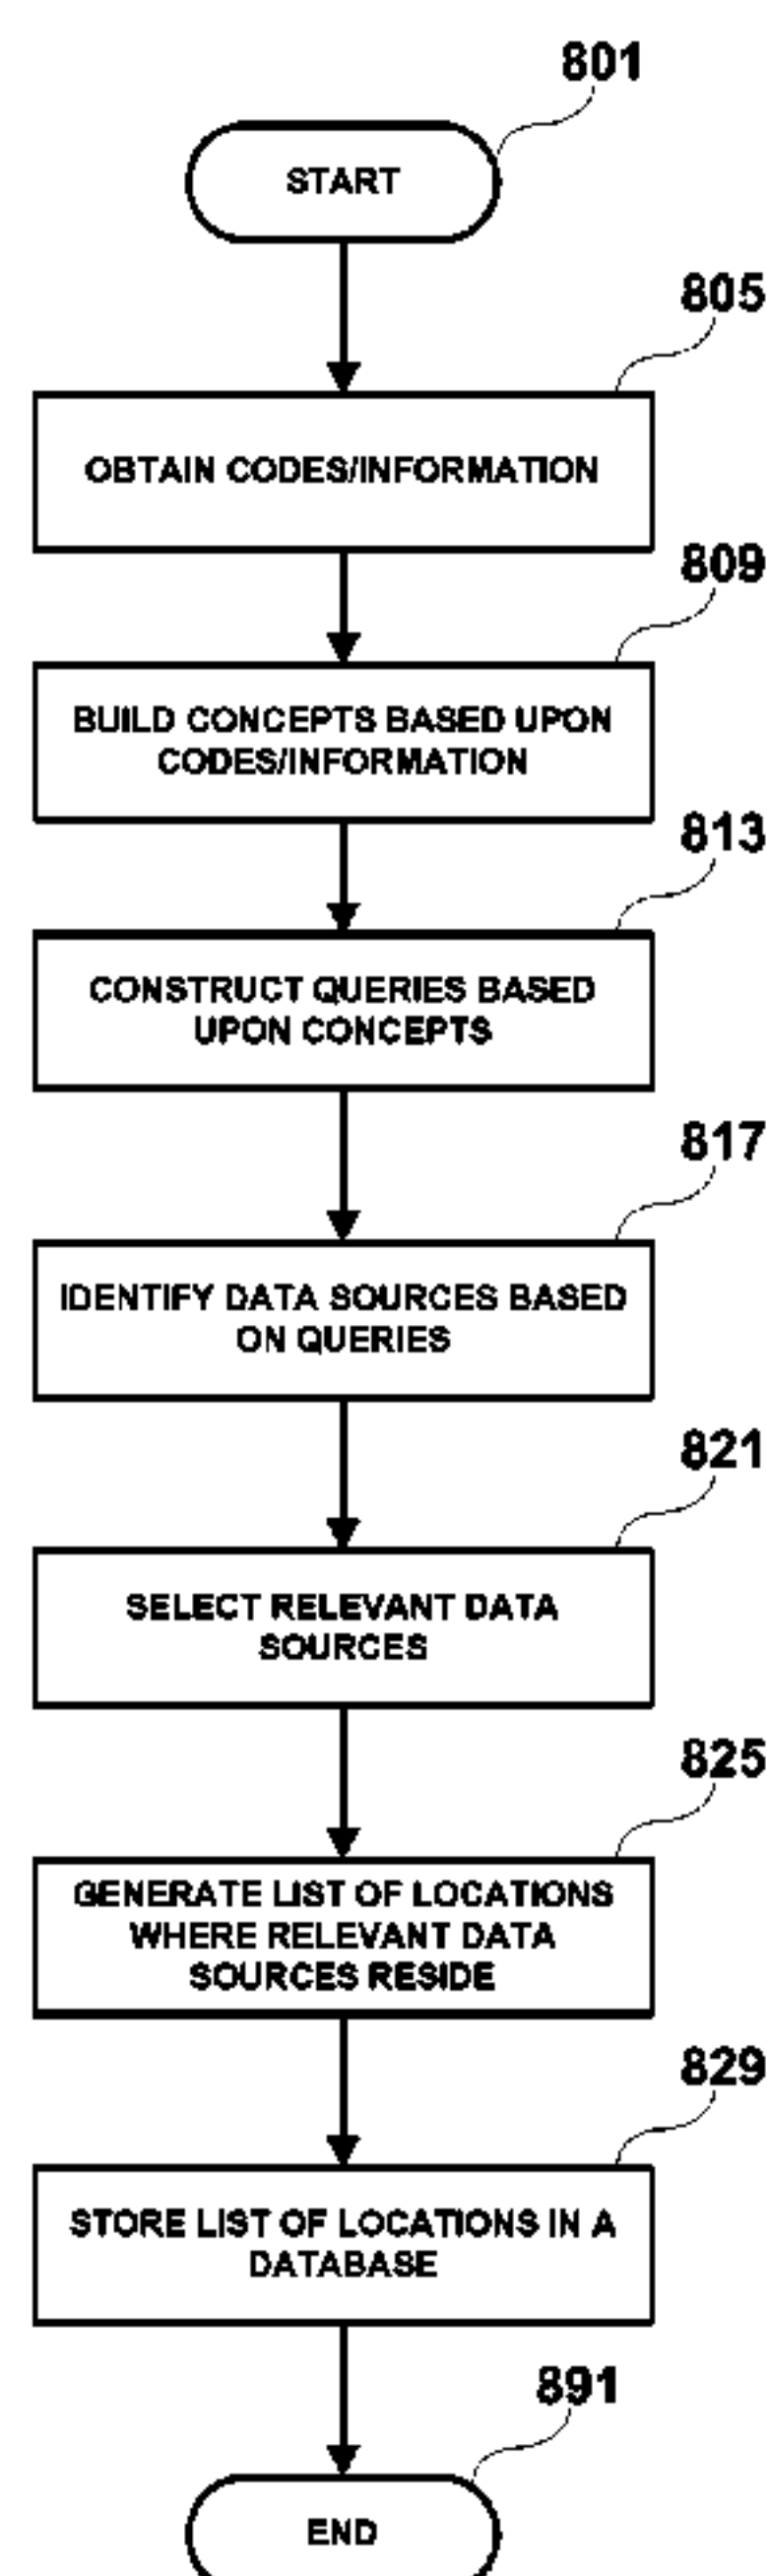 801
START
805
OBTAIN CODES/INFORMATION
809
BUILD CONCEPTS BASED UPON
CODES/INFORMATION
813
CONSTRUCT QUERIES BASED
UPON CONCEPTS
817
IDENTIFY DATA SOURCES BASED
ON QUERIES
821
SELECT RELEVANT DATA
SOURCES
825
GENERATE LIST OF LOCATIONS
WHERE RELEVANT DATA
SOURCES RESIDE
829
STORE LIST OF LOCATIONS IN A
DATABASE
891
END